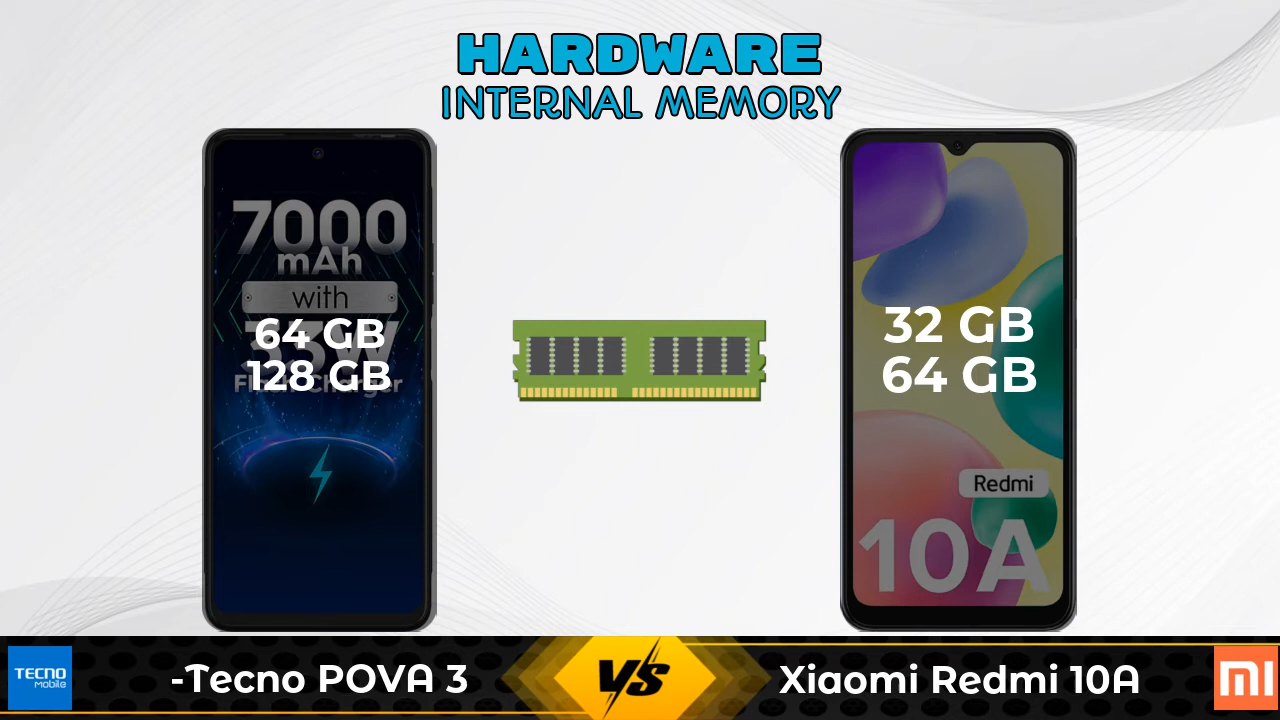 HARDWARE
INTERNAL MEMORY
7000
mAh
with
33W
64 GB
128 GB
32 GB
64 GB
Redmi
10A
TECNO
mobile
-Tecno POVA 3
VS
Xiaomi Redmi 10A
MI